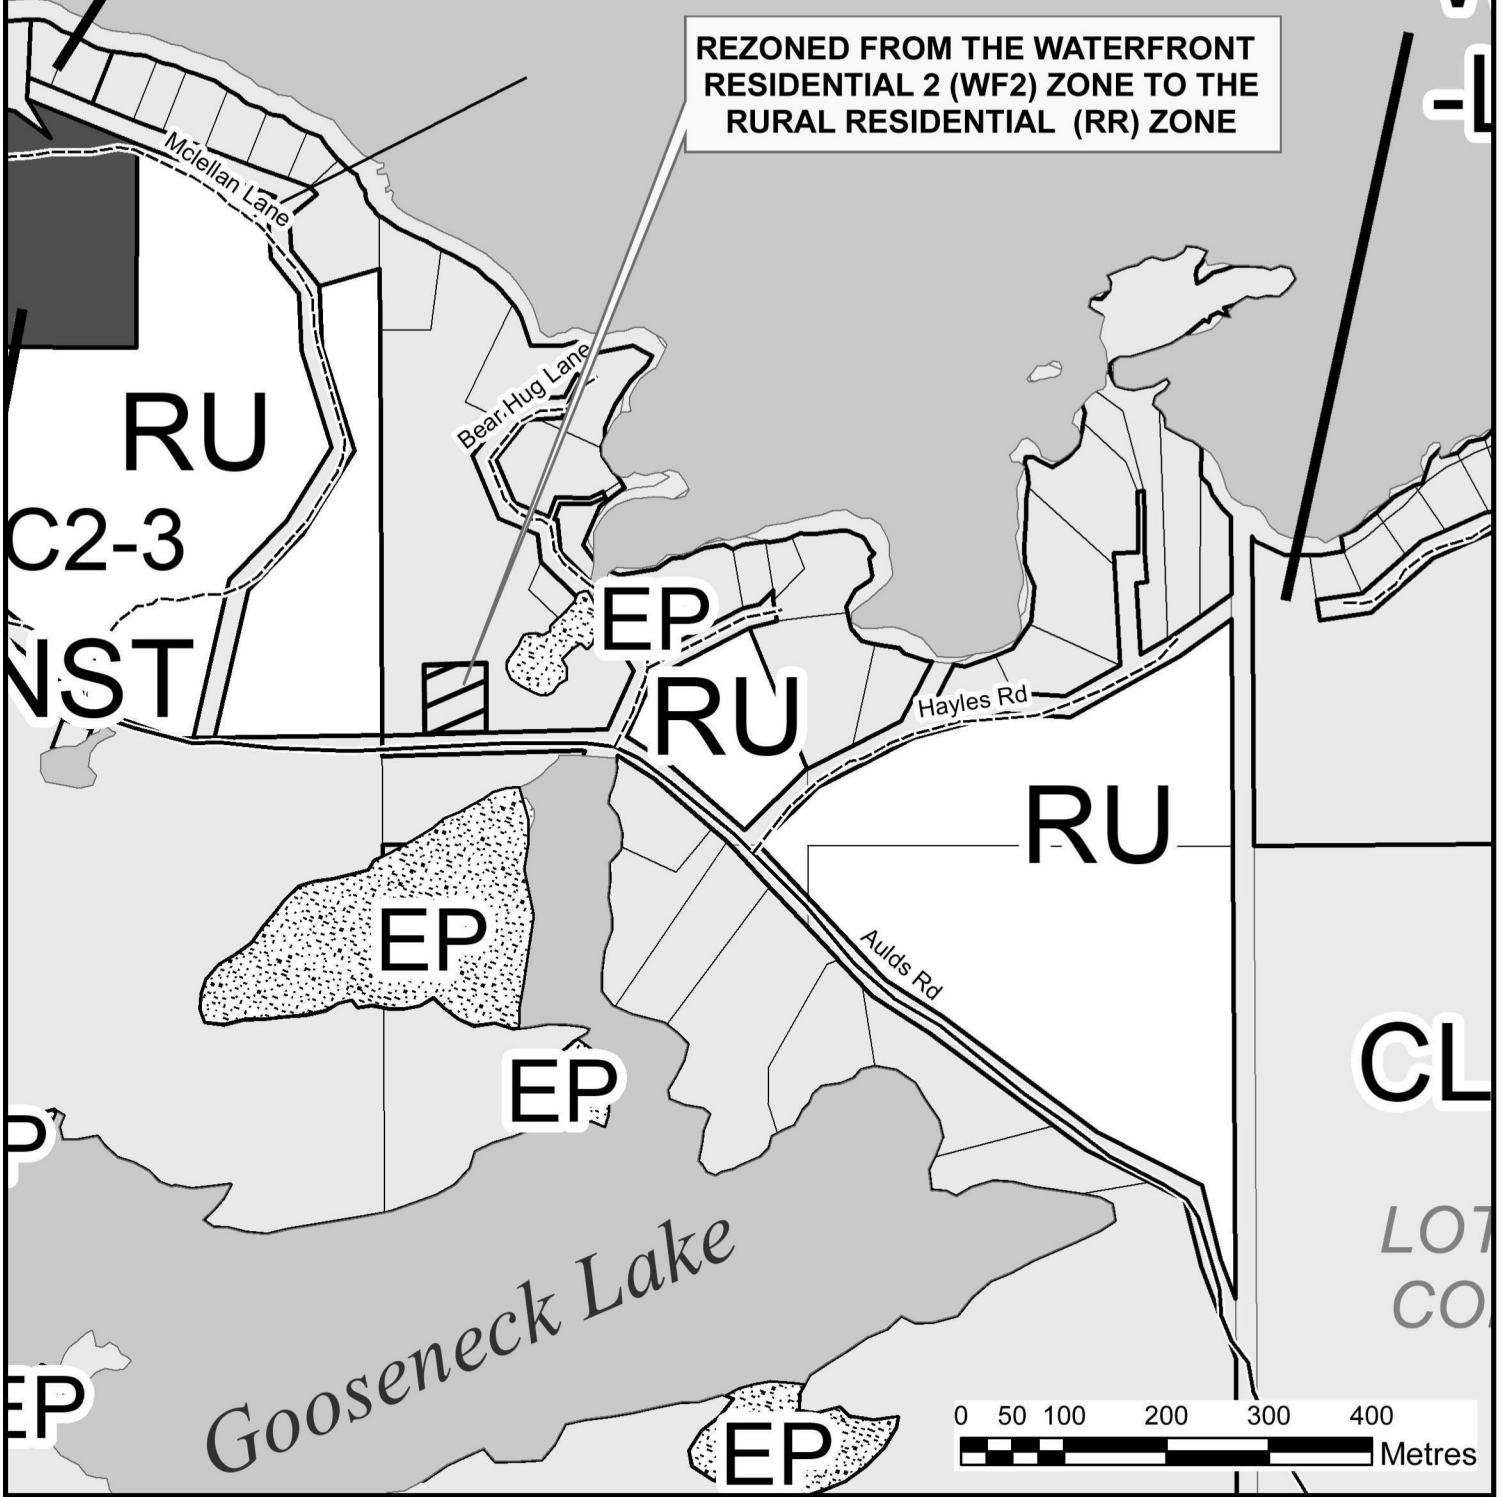 REZONED FROM THE WATERFRONT
RESIDENTIAL 2 (WF2) ZONE TO THE
RURAL RESIDENTIAL (RR) ZONE
-L
Mclellan Lane
Bear Hug Lane
RU
C2-3
NST
EP
RU
Hayles Rd
RU
EP
Aulds Rd
EP
CL
P
LOT
CO
Gooseneck Lake
EP
EP
0 50 100 200 300 400
Metres